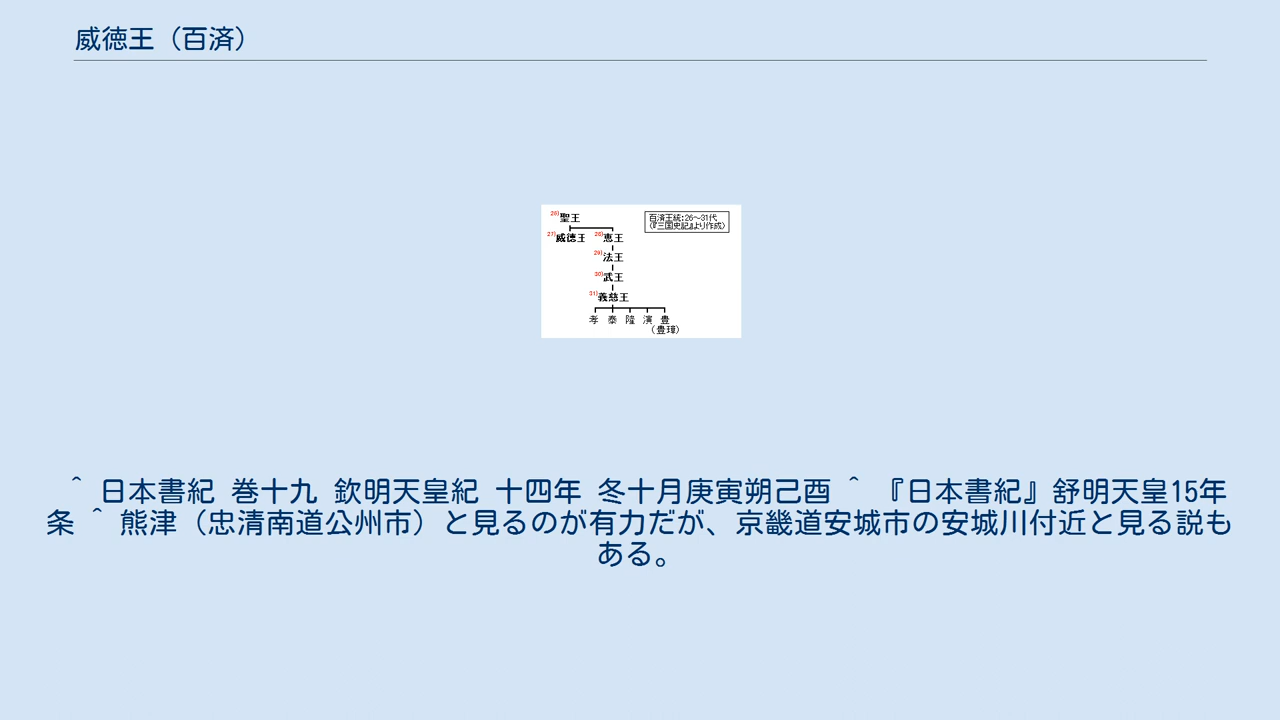 威徳王（百済）
26)聖王
百済王統：26～31代
（『三国史記』より作成）
27)威徳王 28)恵王
29)法王
30)武王
31)義慈王
孝 泰 隆 演 豊
（豊璋）
^ 日本書紀 巻十九 欽明天皇紀 十四年 冬十月庚寅朔己酉 ^ 『日本書紀』舒明天皇15年
条 ^ 熊津（忠清南道公州市）と見るのが有力だが、京畿道安城市の安城川付近と見る説も
ある。